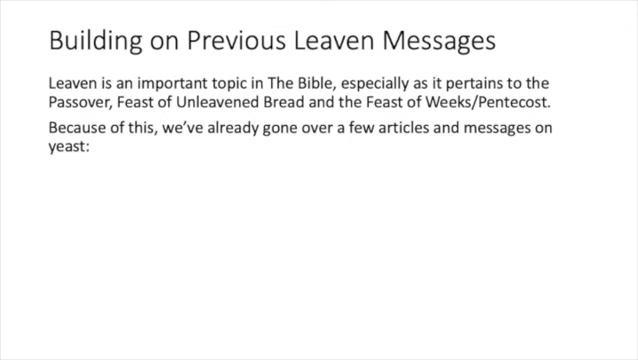 Building on Previous Leaven Messages
Leaven is an important topic in The Bible, especially as it pertains to the
Passover, Feast of Unleavened Bread and the Feast of Weeks/Pentecost.
Because of this, we’ve already gone over a few articles and messages on
yeast: